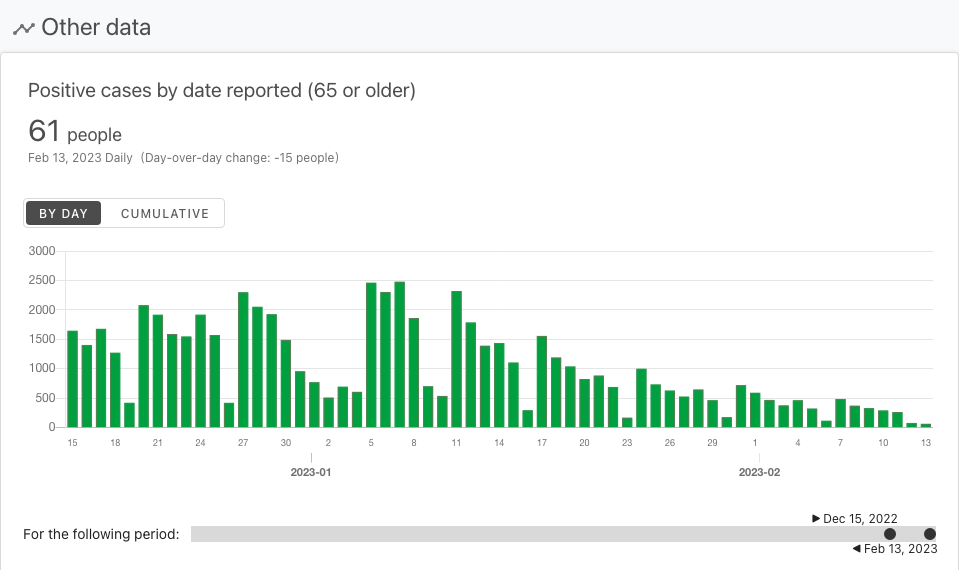 Other data
Positive cases by date reported (65 or older)
61 people
Feb 13, 2023 Daily (Day-over-day change: -15 people)
BY DAY CUMULATIVE
3000
2500
2000
1500
1000
500
0
15 18 21 24 27 30 2 5 8 11 14 17 20 23 26 29 1 4 7 10 13
2023-01 2023-02
▶ Dec 15, 2022
For the following period:
◀ Feb 13, 2023